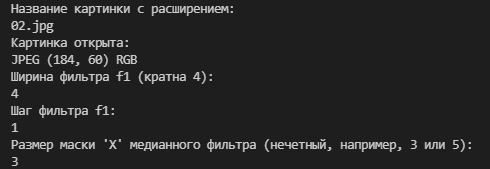 Название картинки с расширением:
02.jpg
Картинка открыта:
JPEG (184, 60) RGB
Ширина фильтра f1 (кратна 4):
4
Шаг фильтра f1:
1
Размер маски 'X' медианного фильтра (нечетный, например, 3 или 5):
3